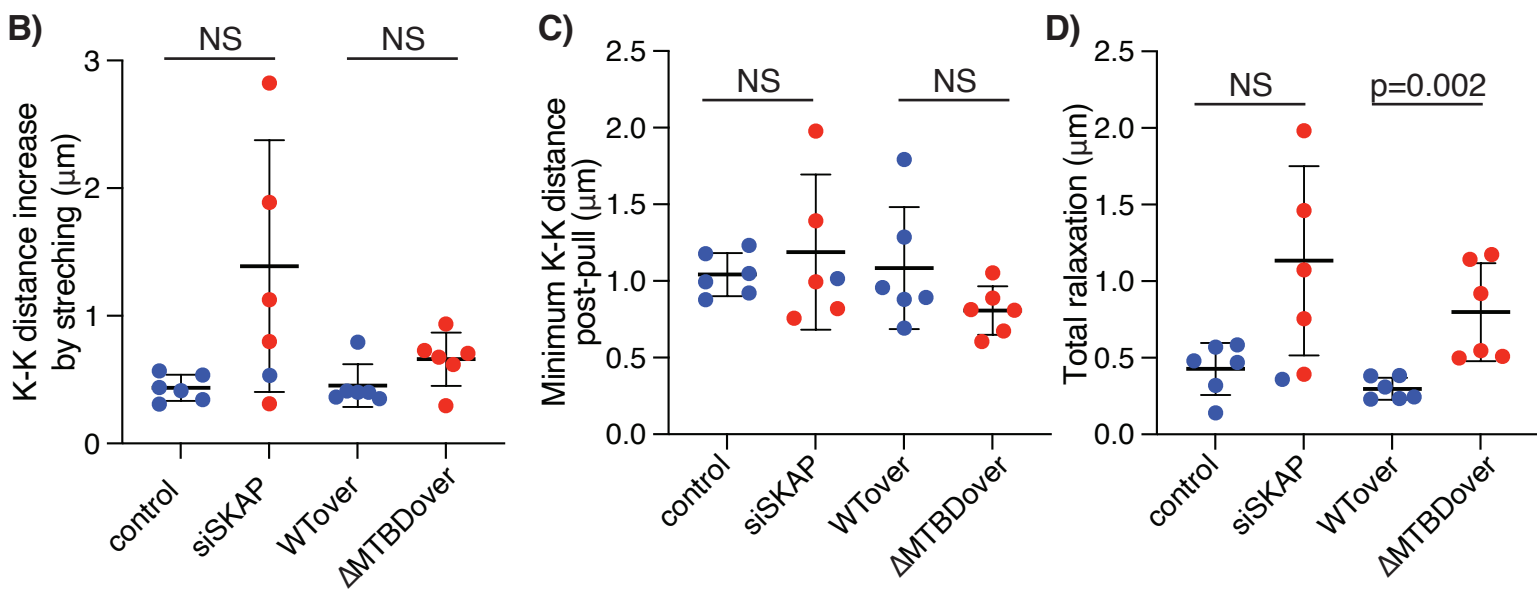 B)
NS
NS
K-K distance increase
by streching (μm)
3
2
1
0
control
siSKAP
WTover
ΔMTBDover
C)
NS
NS
Minimum K-K distance
post-pull (μm)
2.5
2.0
1.5
1.0
0.5
0.0
control
siSKAP
WTover
ΔMTBDover
D)
NS
p=0.002
Total ralaxation (μm)
2.5
2.0
1.5
1.0
0.5
0.0
control
siSKAP
WTover
ΔMTBDover